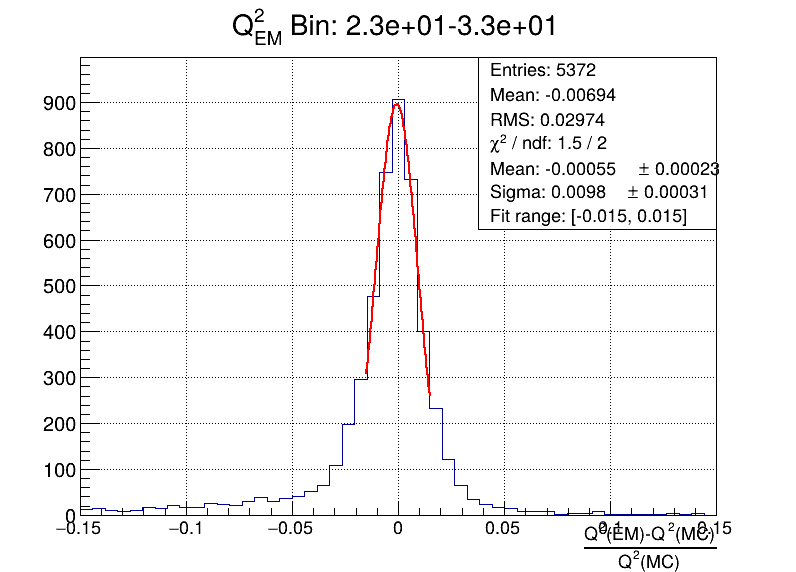 Q²_EM Bin: 2.3e+01-3.3e+01
Entries: 5372
Mean: -0.00694
RMS: 0.02974
χ² / ndf: 1.5 / 2
Mean: -0.00055 ± 0.00023
Sigma: 0.0098 ± 0.00031
Fit range: [-0.015, 0.015]
900
800
700
600
500
400
300
200
100
0
−0.15 −0.1 −0.05 0 0.05 0.1 0.15
Q²(EM)-Q²(MC)
Q²(MC)